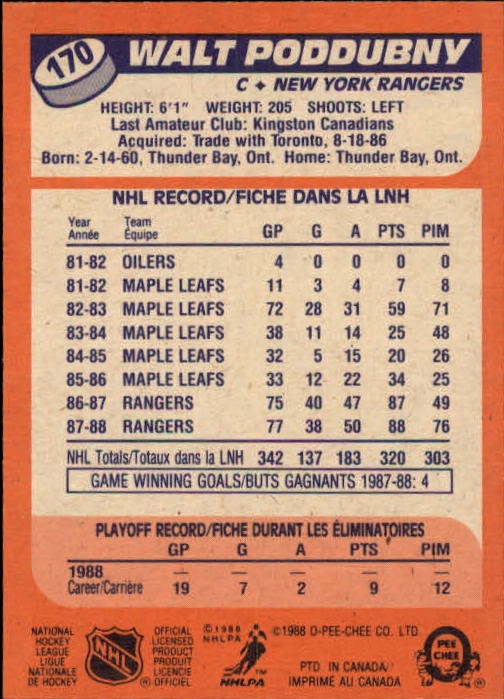 170
WALT PODDUBNY
C ♦ NEW YORK RANGERS
HEIGHT: 6'1" WEIGHT: 205 SHOOTS: LEFT
Last Amateur Club: Kingston Canadians
Acquired: Trade with Toronto, 8-18-86
Born: 2-14-60, Thunder Bay, Ont. Home: Thunder Bay, Ont.
NHL RECORD/FICHE DANS LA LNH
Year Team
Année Équipe GP G A PTS PIM
81-82 OILERS 4 0 0 0 0
81-82 MAPLE LEAFS 11 3 4 7 8
82-83 MAPLE LEAFS 72 28 31 59 71
83-84 MAPLE LEAFS 38 11 14 25 48
84-85 MAPLE LEAFS 32 5 15 20 26
85-86 MAPLE LEAFS 33 12 22 34 25
86-87 RANGERS 75 40 47 87 49
87-88 RANGERS 77 38 50 88 76
NHL Totals/Totaux dans la LNH 342 137 183 320 303
GAME WINNING GOALS/BUTS GAGNANTS 1987-88: 4
PLAYOFF RECORD/FICHE DURANT LES ÉLIMINATOIRES
GP G A PTS PIM
1988 — — — — —
Career/Carrière 19 7 2 9 12
NATIONAL
HOCKEY
LEAGUE
LIGUE
NATIONALE
DE HOCKEY
NHL
OFFICIAL
LICENSED
PRODUCT
PRODUIT
LICENCIE
OFFICIEL
© 1988
NHLPA
NHLPA
TM
©1988 O-PEE-CHEE CO. LTD
PTD IN CANADA
IMPRIMÉ AU CANADA
O
PEE
CHEE